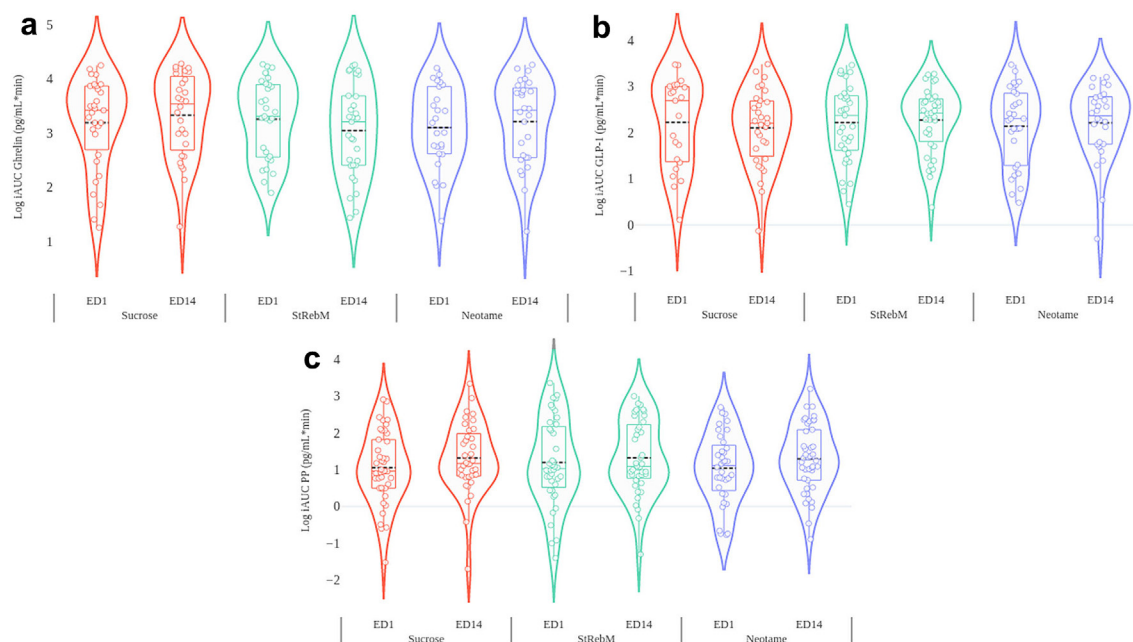 a
Log iAUC Ghrelin (pg/mL*min)
5
4
3
2
1
ED1 ED14 ED1 ED14 ED1 ED14
Sucrose StRebM Neotame
b
Log iAUC GLP-1 (pg/mL*min)
4
3
2
1
0
−1
ED1 ED14 ED1 ED14 ED1 ED14
Sucrose StRebM Neotame
c
Log iAUC PP (pg/mL*min)
4
3
2
1
0
−1
−2
ED1 ED14 ED1 ED14 ED1 ED14
Sucrose StRebM Neotame